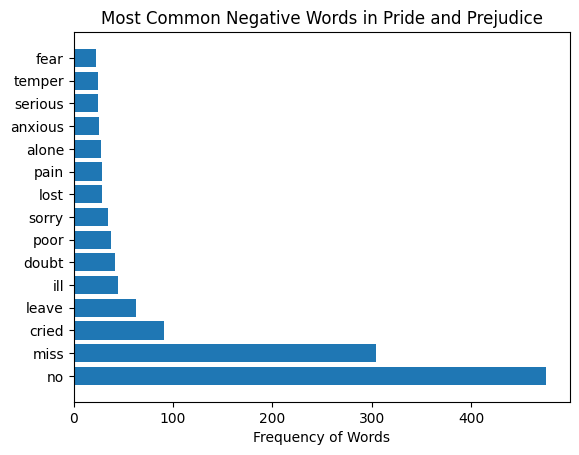 Most Common Negative Words in Pride and Prejudice
fear
temper
serious
anxious
alone
pain
lost
sorry
poor
doubt
ill
leave
cried
miss
no
0 100 200 300 400
Frequency of Words